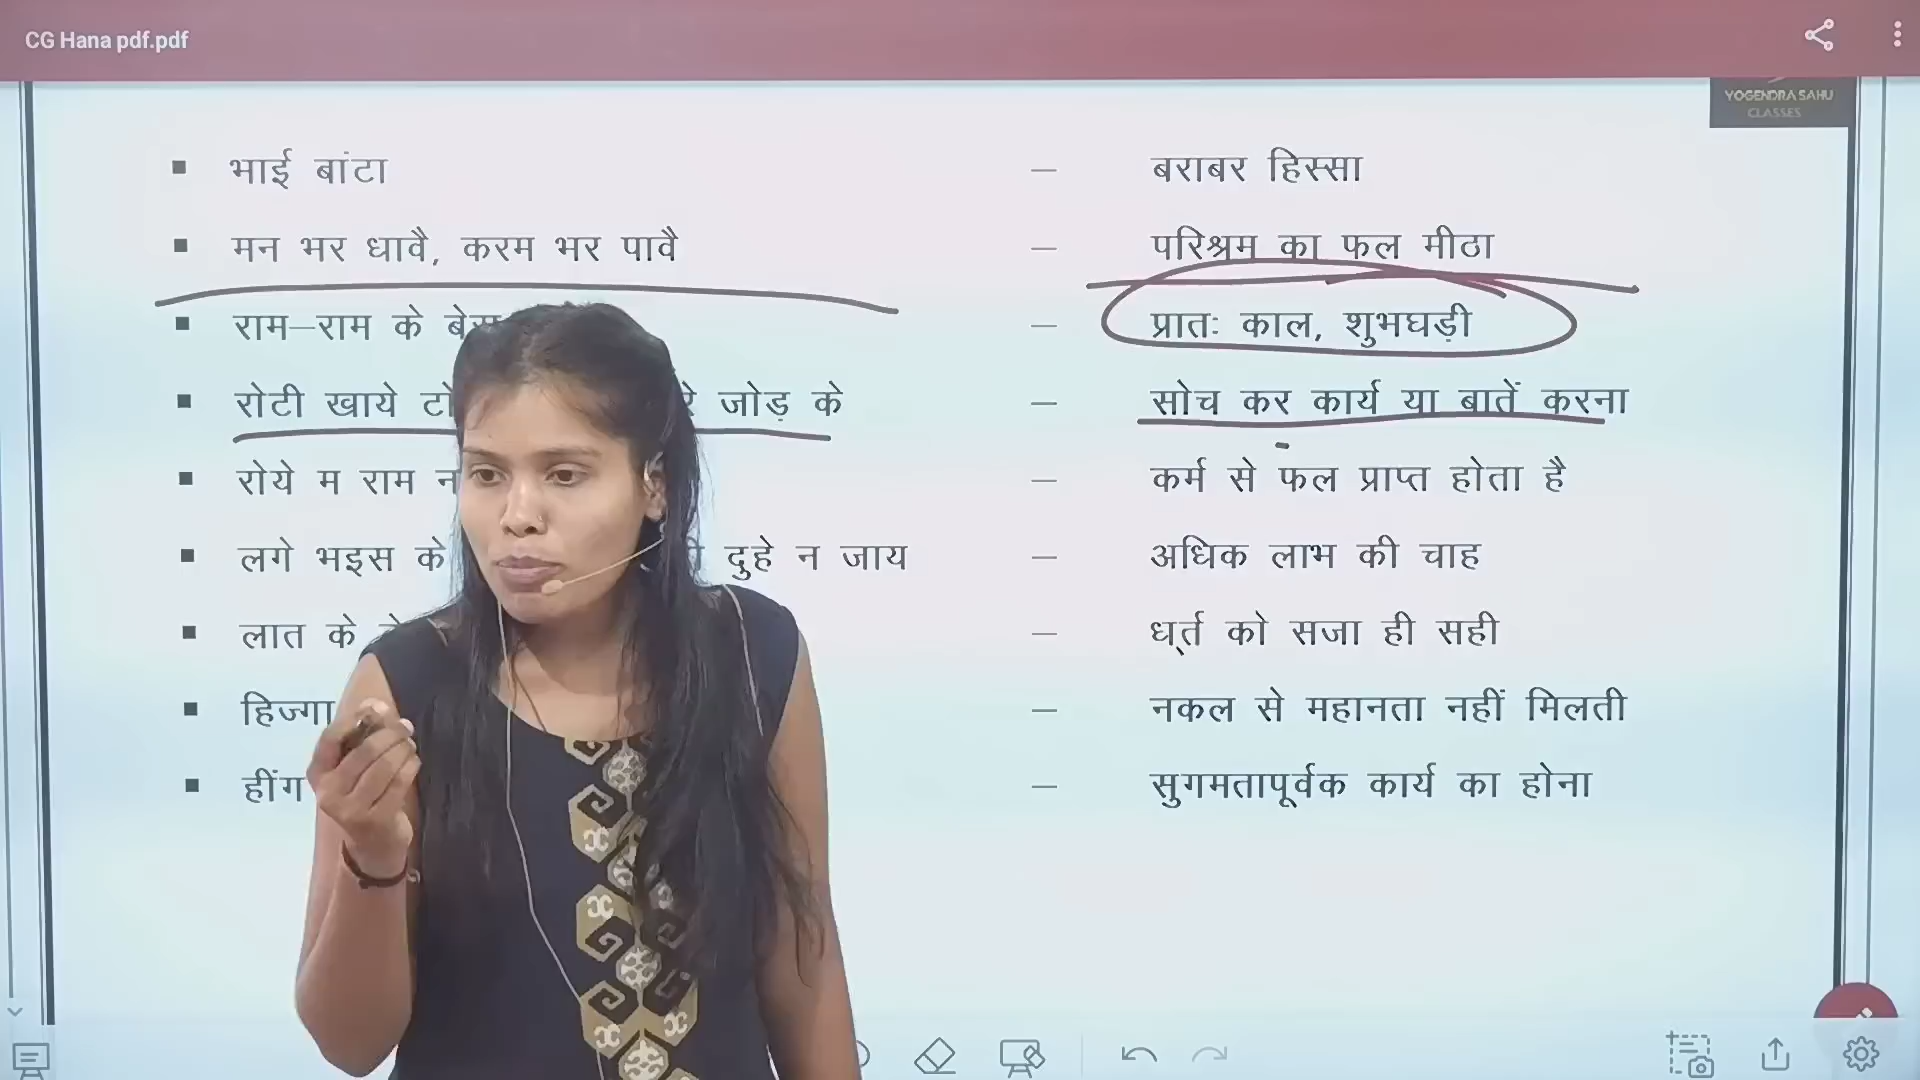 CG Hana pdf.pdf
YOGENDRA SAHU
CLASSES
भाई बांटा – बराबर हिस्सा
मन भर धावै, करम भर पावै – परिश्रम का फल मीठा
राम–राम के – प्रातः काल, शुभघड़ी
रोटी खाये जोड़ के – सोच कर कार्य या बातें करना
रोये म राम – कर्म से फल प्राप्त होता है
लगे भइस के दुहे न जाय – अधिक लाभ की चाह
लात के – धूर्त को सजा ही सही
– नकल से महानता नहीं मिलती
हींग – सुगमतापूर्वक कार्य का होना